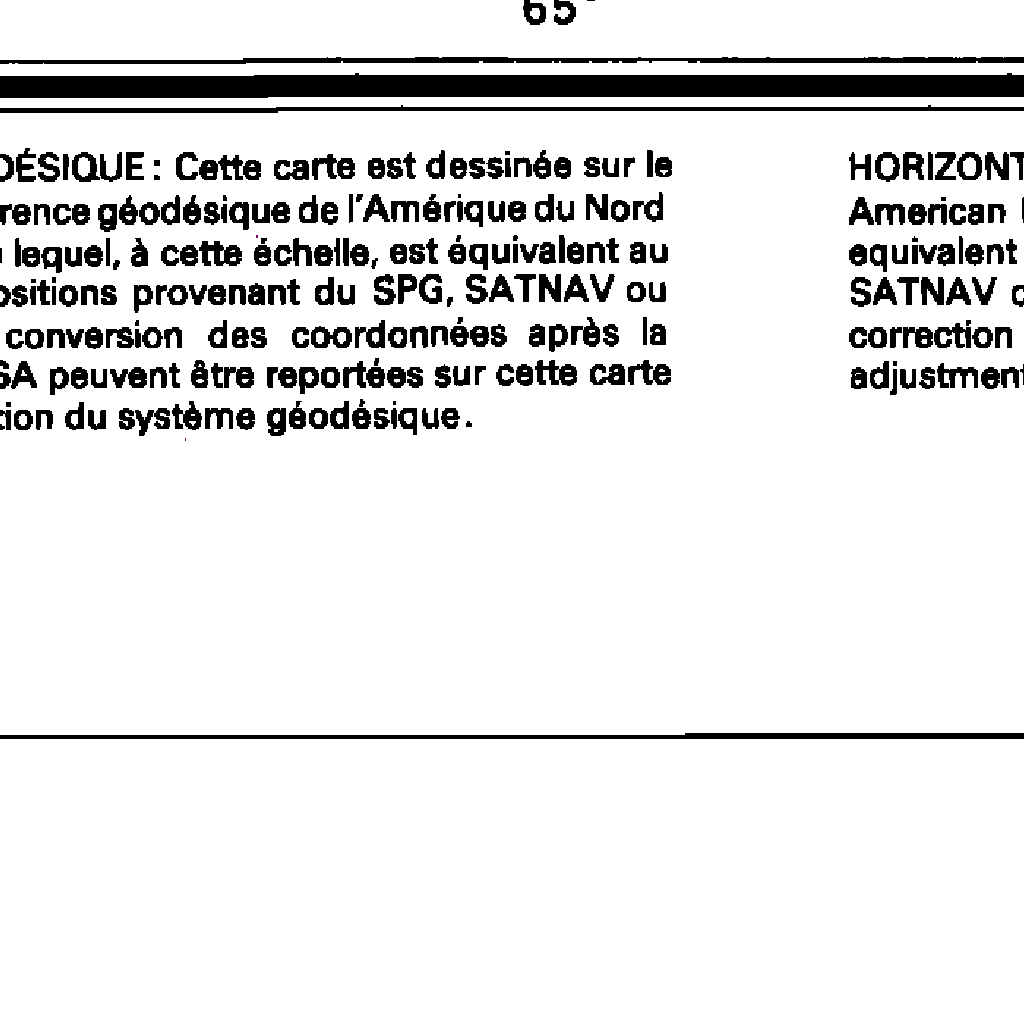 65°
DÉSIQUE : Cette carte est dessinée sur le
rence géodésique de l'Amérique du Nord
lequel, à cette échelle, est équivalent au
ositions provenant du SPG, SATNAV ou
conversion des coordonnées après la
SA peuvent être reportées sur cette carte
tion du système géodésique.
HORIZONT
American
equivalent
SATNAV
correction
adjustment